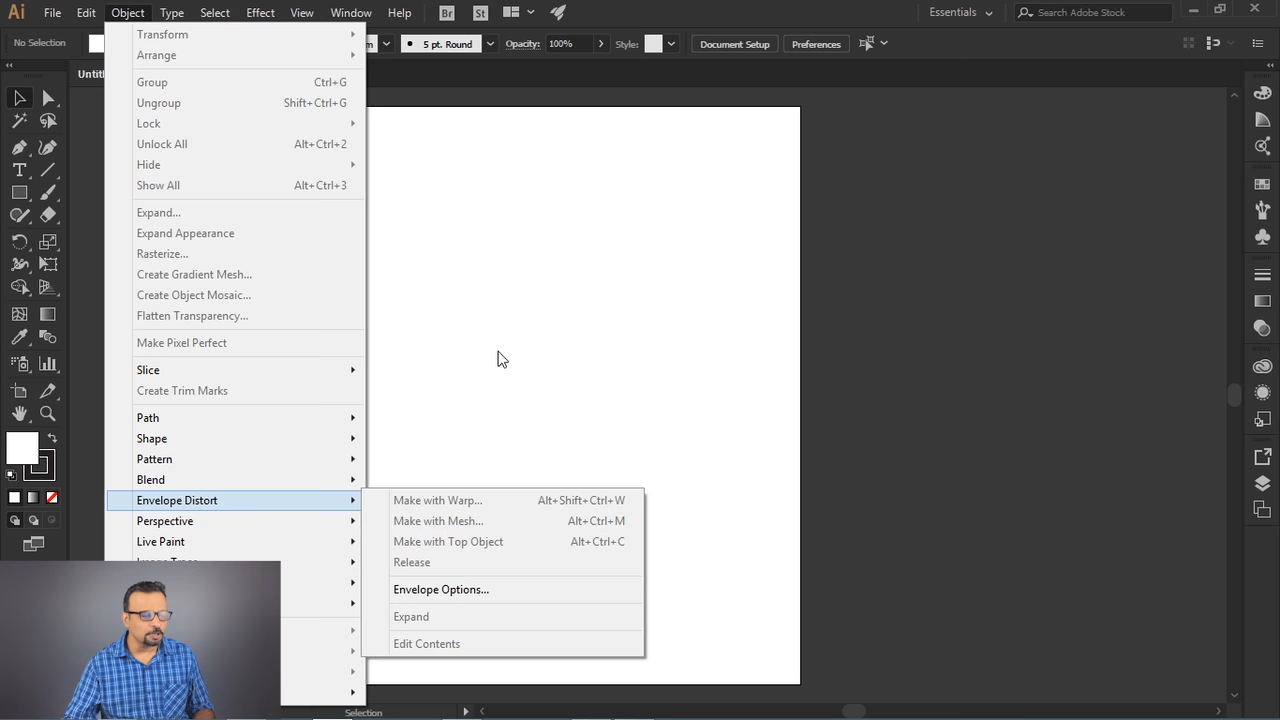 Ai File Edit Object Type Select Effect View Window Help Br St Essentials Search Adobe Stock
No Selection 5 pt. Round Opacity: 100% Style: Document Setup Preferences
Transform
Arrange
Group Ctrl+G
Ungroup Shift+Ctrl+G
Lock
Unlock All Alt+Ctrl+2
Hide
Show All Alt+Ctrl+3
Expand...
Expand Appearance
Rasterize...
Create Gradient Mesh...
Create Object Mosaic...
Flatten Transparency...
Make Pixel Perfect
Slice
Create Trim Marks
Path
Shape
Pattern
Blend
Envelope Distort
Perspective
Live Paint
Make with Warp... Alt+Shift+Ctrl+W
Make with Mesh... Alt+Ctrl+M
Make with Top Object Alt+Ctrl+C
Release
Envelope Options...
Expand
Edit Contents
Selection